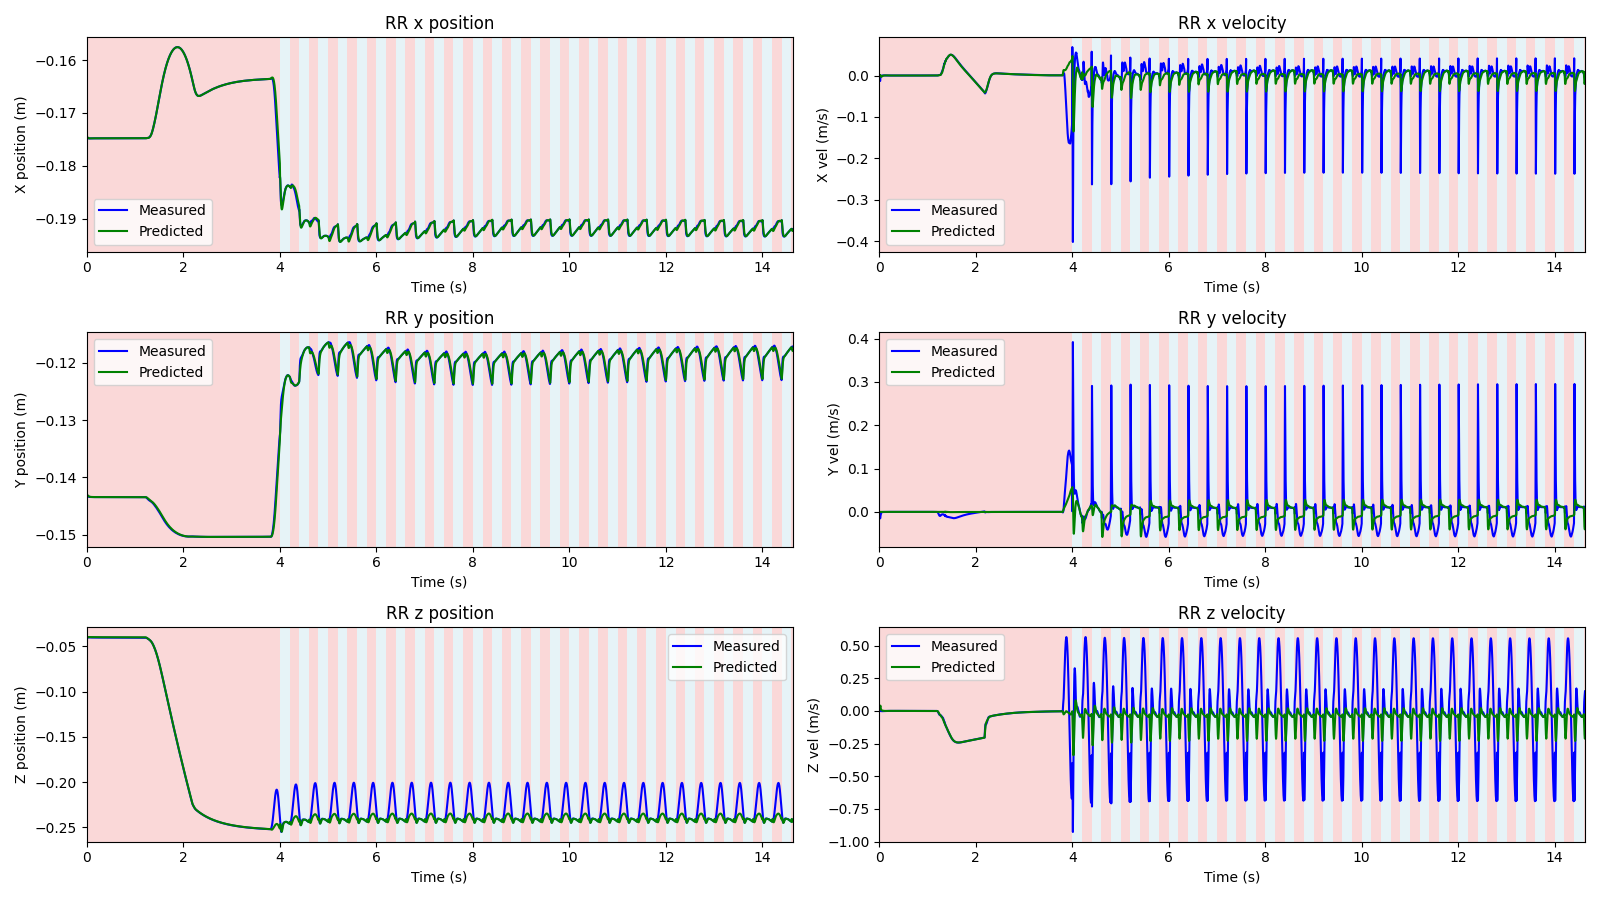 RR x position
X position (m)
−0.16
−0.17
−0.18
−0.19
Measured
Predicted
0 2 4 6 8 10 12 14
Time (s)
RR x velocity
X vel (m/s)
0.0
−0.1
−0.2
−0.3
−0.4
Measured
Predicted
0 2 4 6 8 10 12 14
Time (s)
RR y position
Y position (m)
−0.12
−0.13
−0.14
−0.15
Measured
Predicted
0 2 4 6 8 10 12 14
Time (s)
RR y velocity
Y vel (m/s)
0.4
0.3
0.2
0.1
0.0
Measured
Predicted
0 2 4 6 8 10 12 14
Time (s)
RR z position
Z position (m)
−0.05
−0.10
−0.15
−0.20
−0.25
Measured
Predicted
0 2 4 6 8 10 12 14
Time (s)
RR z velocity
Z vel (m/s)
0.50
0.25
0.00
−0.25
−0.50
−0.75
−1.00
Measured
Predicted
0 2 4 6 8 10 12 14
Time (s)